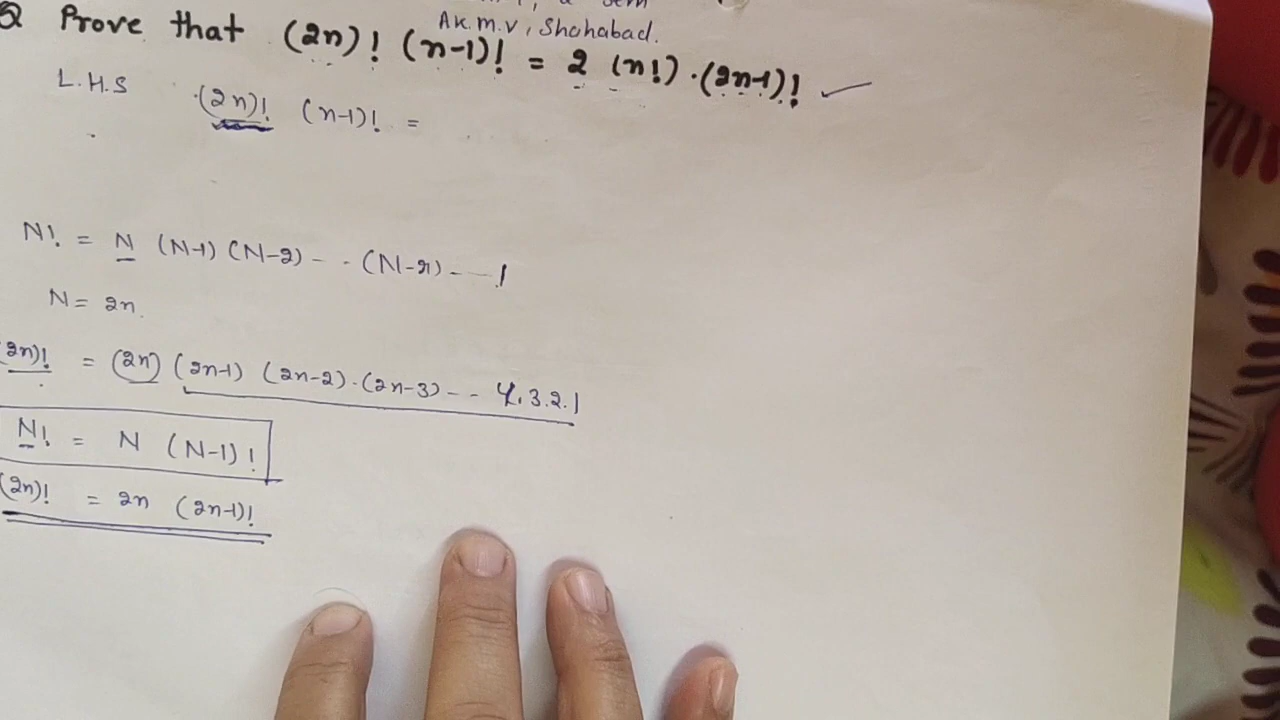 Ak.m.v, Shahabad.
Q Prove that (2n)! (n-1)! = 2 (n!) . (2n-1)!
L.H.S (2n)! (n-1)! =
N! = N (N-1) (N-2) - - (N-r) - - - 1
N = 2n.
(2n)! = (2n) (2n-1) (2n-2) . (2n-3) - - 4.3.2.1
N! = N (N-1)!
(2n)! = 2n (2n-1)!